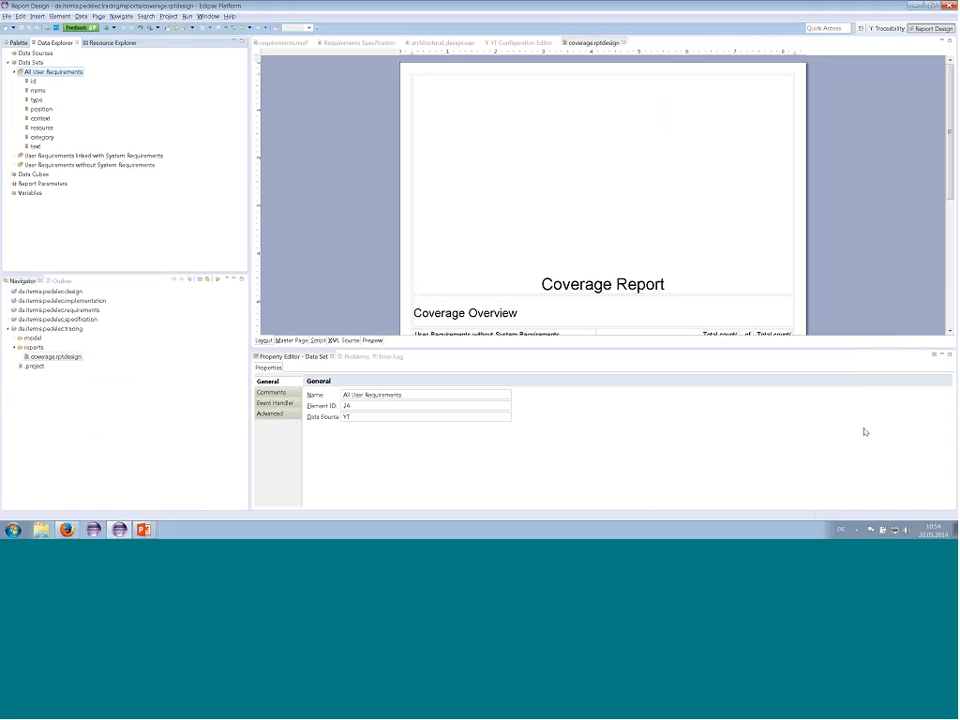 Report Design - de.itemis.pedelec.tracing/reports/coverage.rptdesign - Eclipse Platform
File Edit Insert Element Data Page Navigate Search Project Run Window Help
Feedback
Quick Access
Traceability
Report Design
Palette
Data Explorer
Resource Explorer
Data Sources
Data Sets
All User Requirements
id
name
type
position
context
resource
category
text
User Requirements linked with System Requirements
User Requirements without System Requirements
Data Cubes
Report Parameters
Variables
Requirements Specification
YT Configuration Editor
coverage.rptdesign
Coverage Report
Coverage Overview
User Requirements without System Requirements
Layout Master Page Script XML Source Preview
Navigator
Outline
de.itemis.pedelec.design
de.itemis.pedelec.implementation
de.itemis.pedelec.requirements
de.itemis.pedelec.specification
de.itemis.pedelec.tracing
model
reports
coverage.rptdesign
.project
Property Editor - Data Set
Problems
Error Log
Properties
General
Comments
Event Handler
Advanced
General
Name: All User Requirements
Element ID: 24
Data Source YT
DE
10:54
20.05.2014